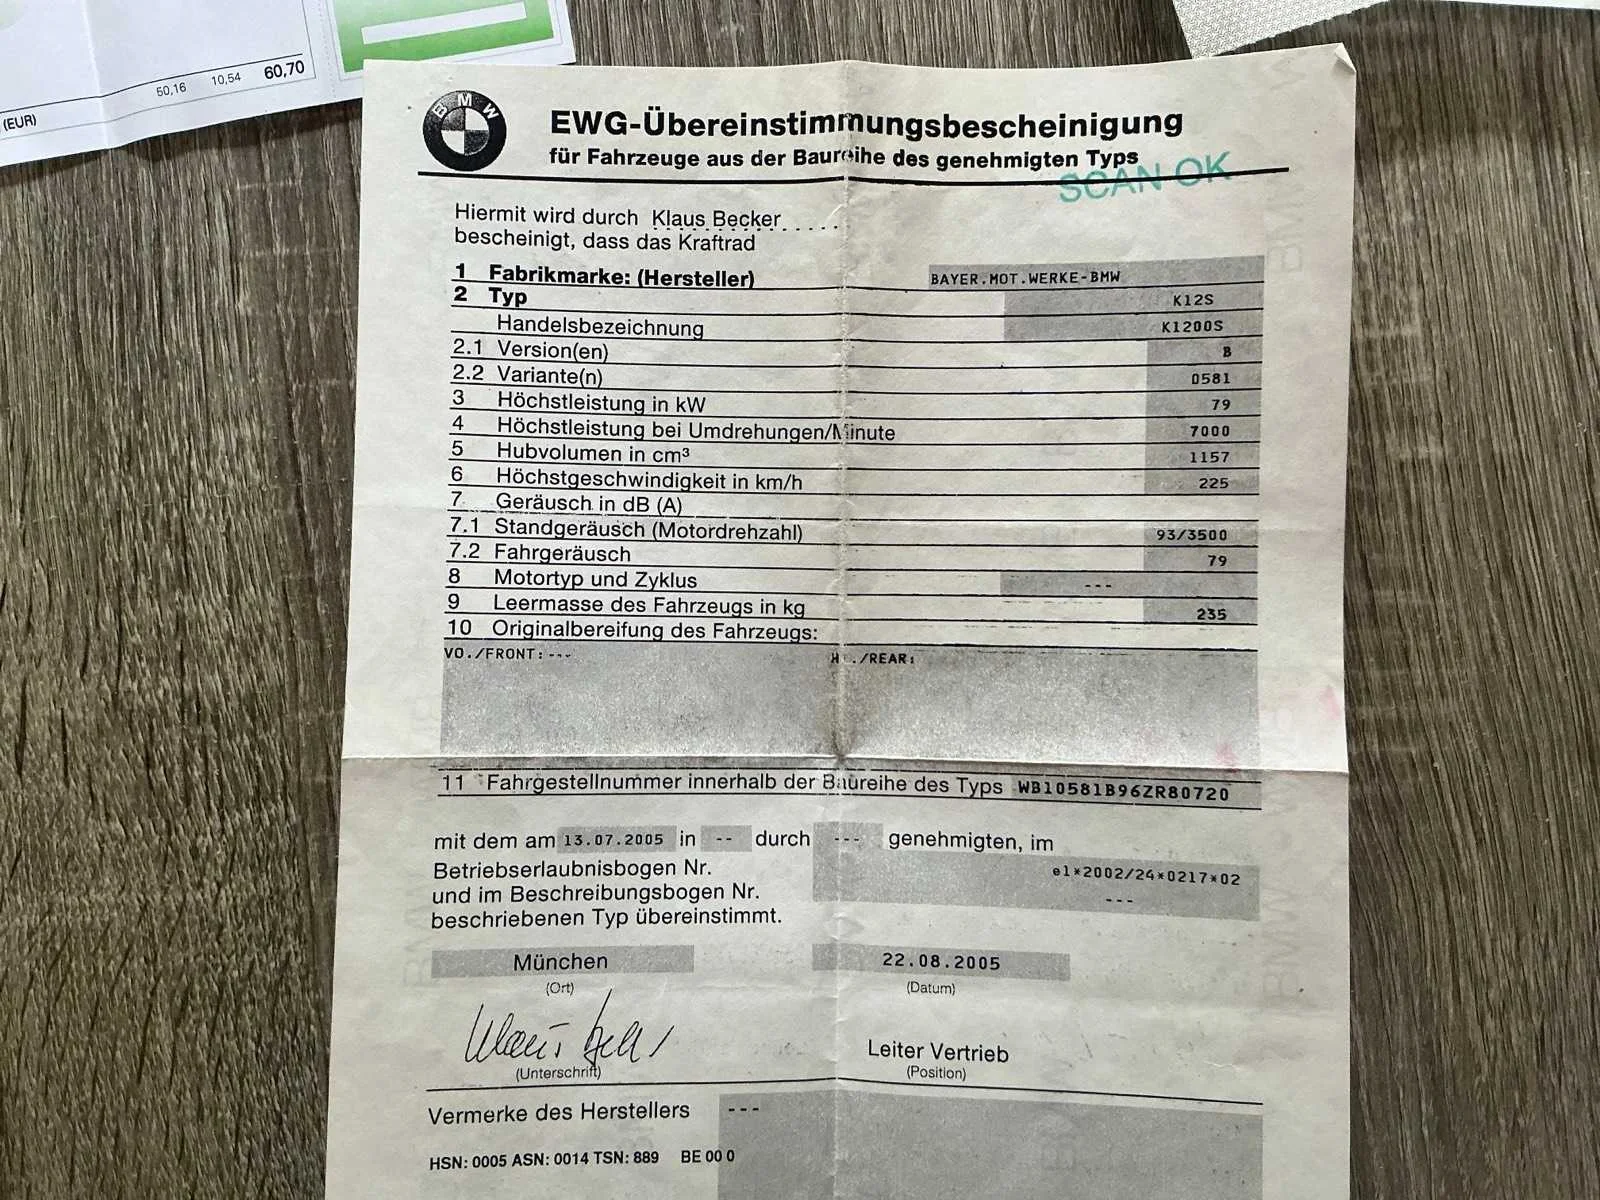 50,16 10,54 60,70
(EUR)
BMW
EWG-Übereinstimmungsbescheinigung
für Fahrzeuge aus der Baureihe des genehmigten Typs
SCAN OK
Hiermit wird durch Klaus Becker
bescheinigt, dass das Kraftrad
1 Fabrikmarke: (Hersteller) BAYER.MOT.WERKE-BMW
2 Typ K12S
Handelsbezeichnung K1200S
2.1 Version(en) B
2.2 Variante(n) 0581
3 Höchstleistung in kW 79
4 Höchstleistung bei Umdrehungen/Minute 7000
5 Hubvolumen in cm³ 1157
6 Höchstgeschwindigkeit in km/h 225
7 Geräusch in dB (A)
7.1 Standgeräusch (Motordrehzahl) 93/3500
7.2 Fahrgeräusch 79
8 Motortyp und Zyklus ---
9 Leermasse des Fahrzeugs in kg 235
10 Originalbereifung des Fahrzeugs:
VO./FRONT:--- HI./REAR:
11 Fahrgestellnummer innerhalb der Baureihe des Typs WB10581B96ZR80720
mit dem am 13.07.2005 in -- durch --- genehmigten, im
Betriebserlaubnisbogen Nr. e1*2002/24*0217*02
und im Beschreibungsbogen Nr. ---
beschriebenen Typ übereinstimmt.
München 22.08.2005
(Ort) (Datum)
Klaus Becker
Leiter Vertrieb
(Unterschrift) (Position)
Vermerke des Herstellers ---
HSN: 0005 ASN: 0014 TSN: 889 BE 00 0